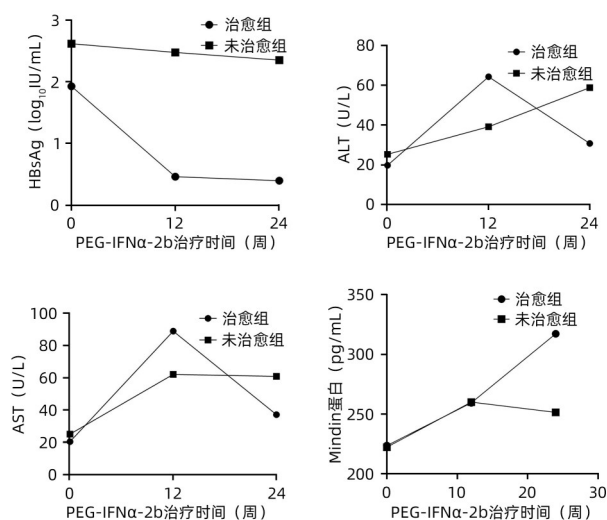 3
2
1
0
HBsAg（log₁₀IU/mL）
治愈组
未治愈组
0
12
24
PEG-IFNα-2b治疗时间（周）
80
60
40
20
0
ALT（U/L）
治愈组
未治愈组
0
12
24
PEG-IFNα-2b治疗时间（周）
100
80
60
40
20
0
AST（U/L）
治愈组
未治愈组
0
12
24
PEG-IFNα-2b治疗时间（周）
350
300
250
200
Mindin蛋白（pg/mL）
治愈组
未治愈组
0
10
20
30
PEG-IFNα-2b治疗时间（周）